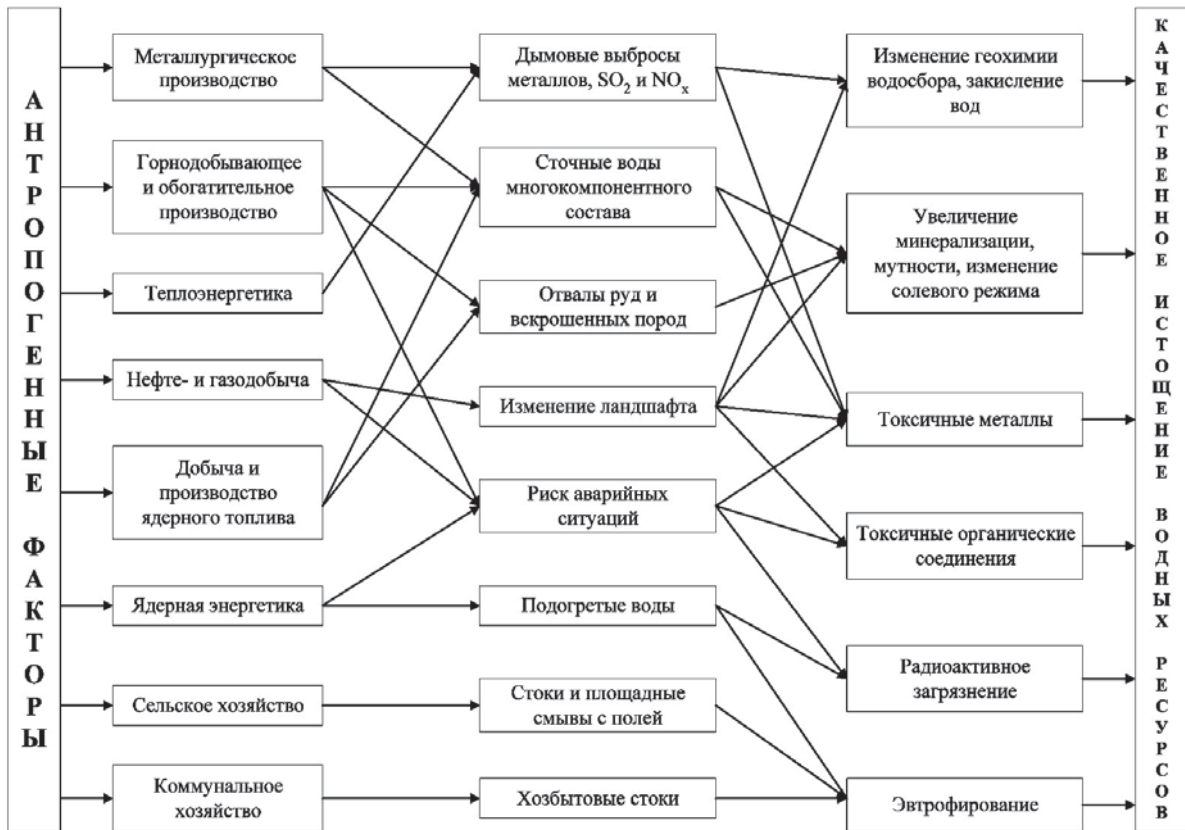 АНТРОПОГЕННЫЕ ФАКТОРЫ
Металлургическое
производство
Горнодобывающее
и обогатительное
производство
Теплоэнергетика
Нефте- и газодобыча
Добыча и
производство
ядерного топлива
Ядерная энергетика
Сельское хозяйство
Коммунальное
хозяйство
Дымовые выбросы
металлов, SO₂ и NOₓ
Сточные воды
многокомпонентного
состава
Отвалы руд и
вскрошенных пород
Изменение ландшафта
Риск аварийных
ситуаций
Подогретые воды
Стоки и площадные
смывы с полей
Хозбытовые стоки
Изменение геохимии
водосбора, закисление
вод
Увеличение
минерализации,
мутности, изменение
солевого режима
Токсичные металлы
Токсичные органические
соединения
Радиоактивное
загрязнение
Эвтрофирование
КАЧЕСТВЕННОЕ ИСТОЩЕНИЕ ВОДНЫХ РЕСУРСОВ